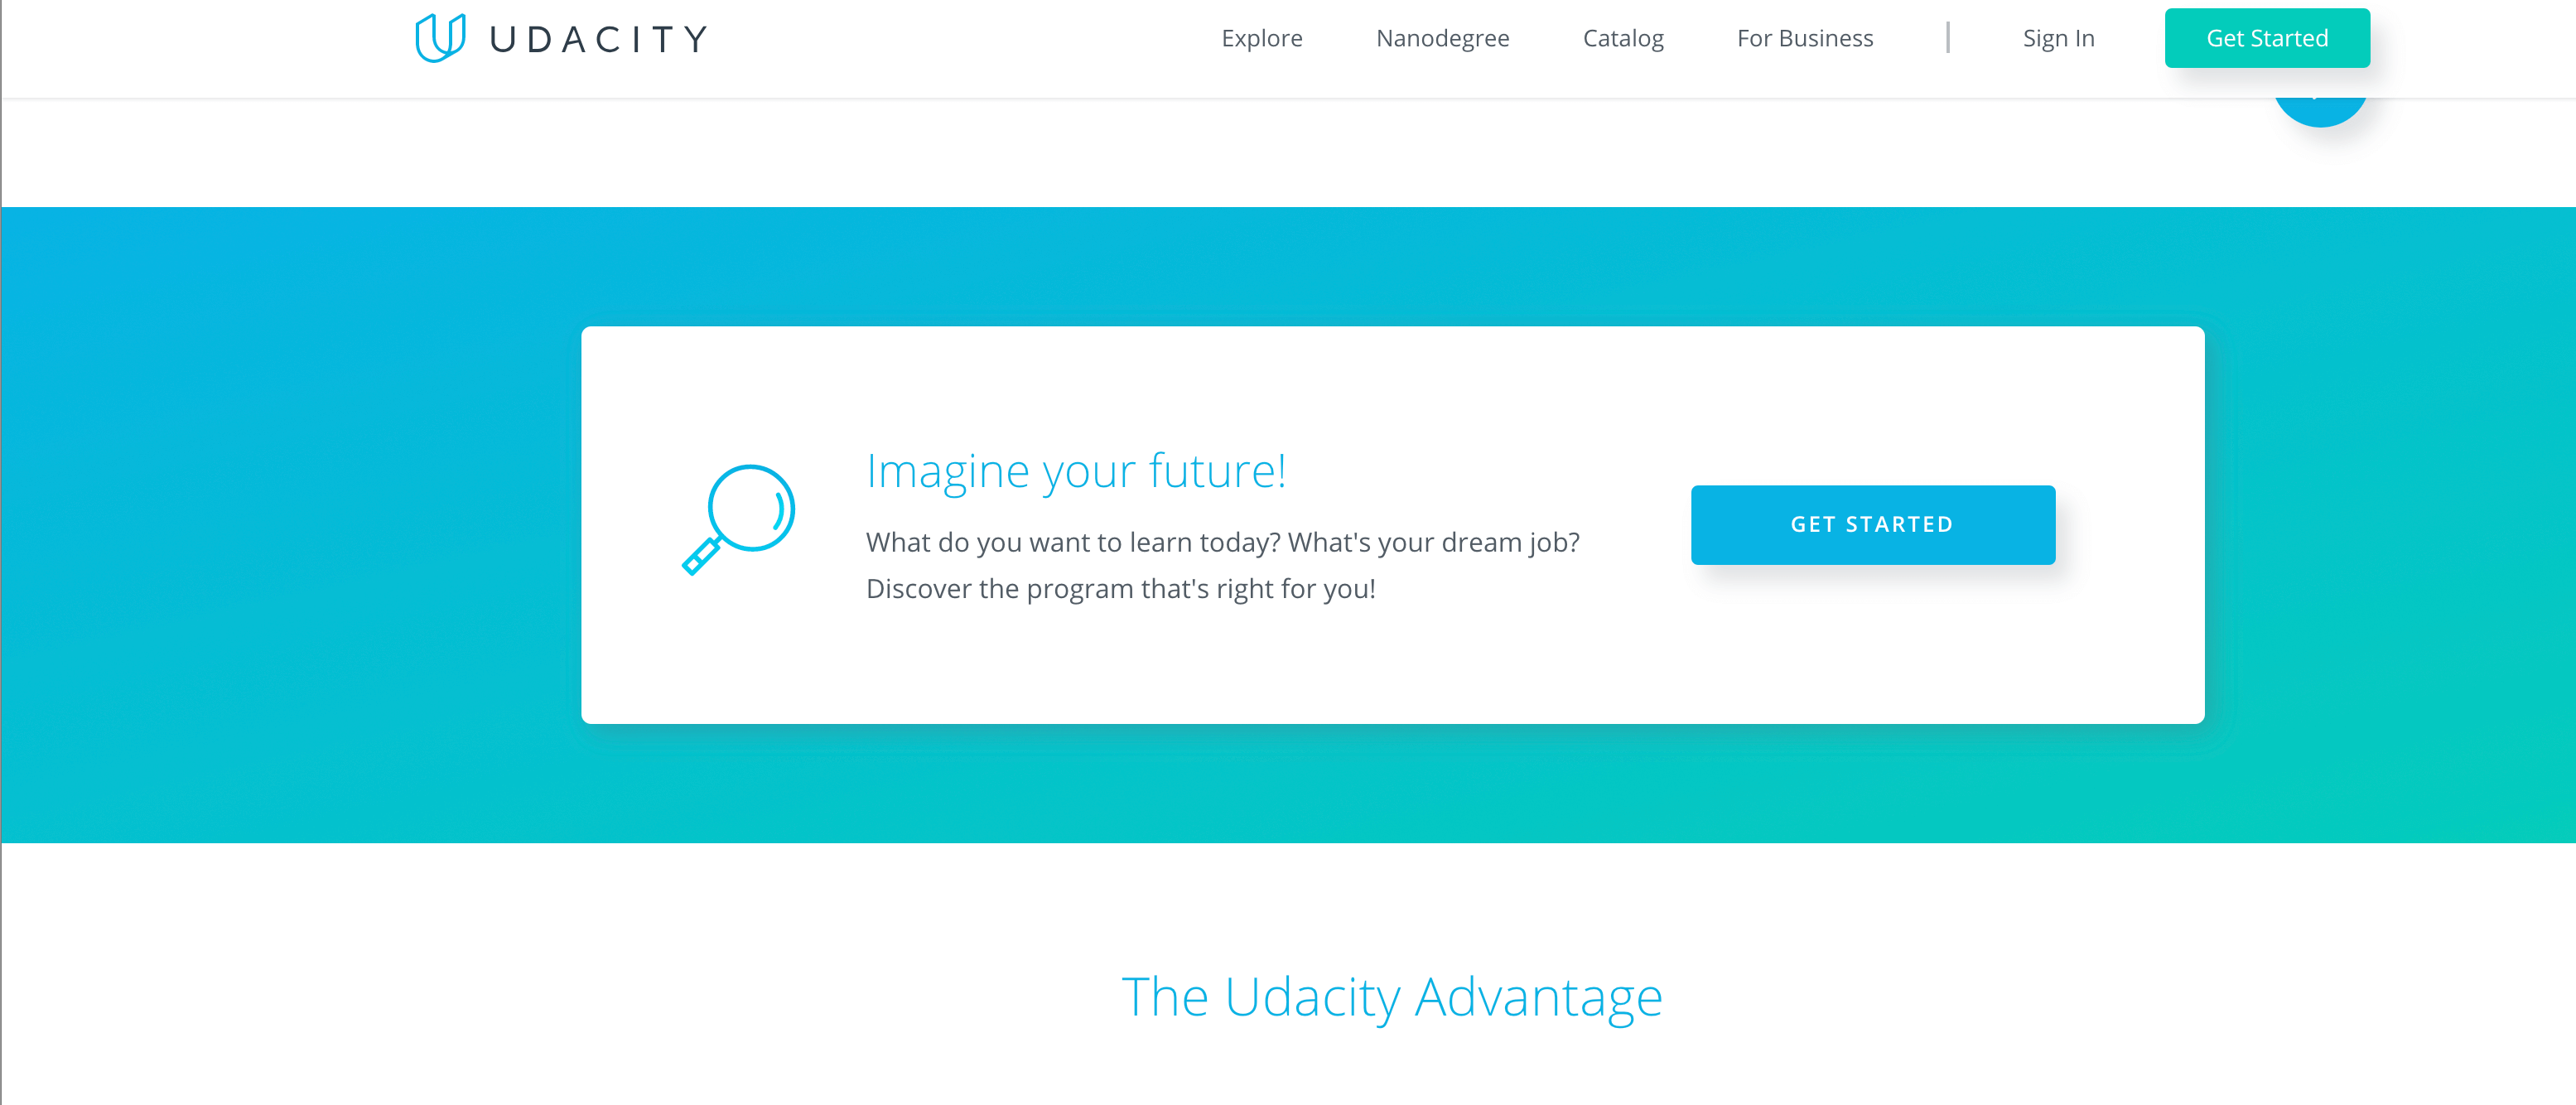 UDACITY
Explore Nanodegree Catalog For Business Sign In Get Started
Imagine your future!
What do you want to learn today? What's your dream job?
Discover the program that's right for you!
GET STARTED
The Udacity Advantage